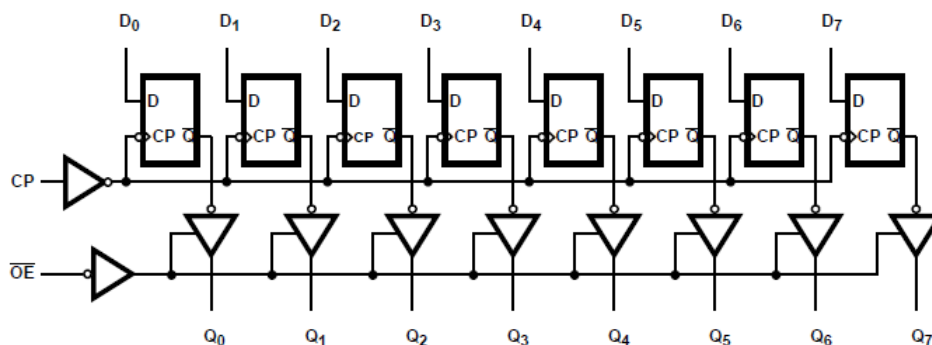 D0 D1 D2 D3 D4 D5 D6 D7
D D D D D D D D
CP Q̅ CP Q̅ CP Q̅ CP Q̅ CP Q̅ CP Q̅ CP Q̅ CP Q̅
CP
O̅E̅
Q0 Q1 Q2 Q3 Q4 Q5 Q6 Q7